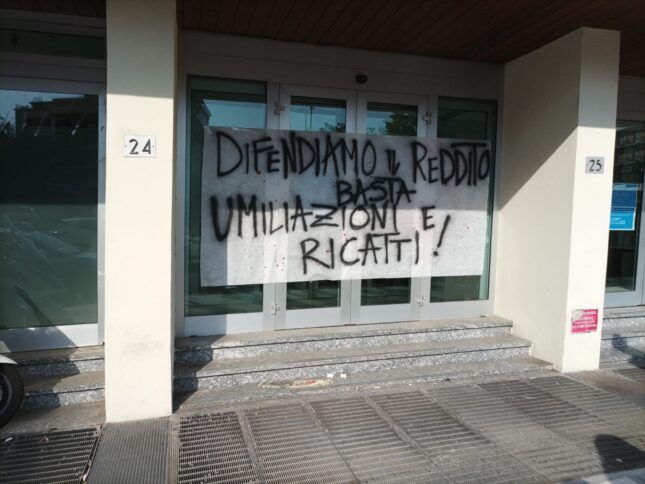 24
DIFENDIAMO IL REDDITO
BASTA
UMILIAZIONI E
RICATTI!
25